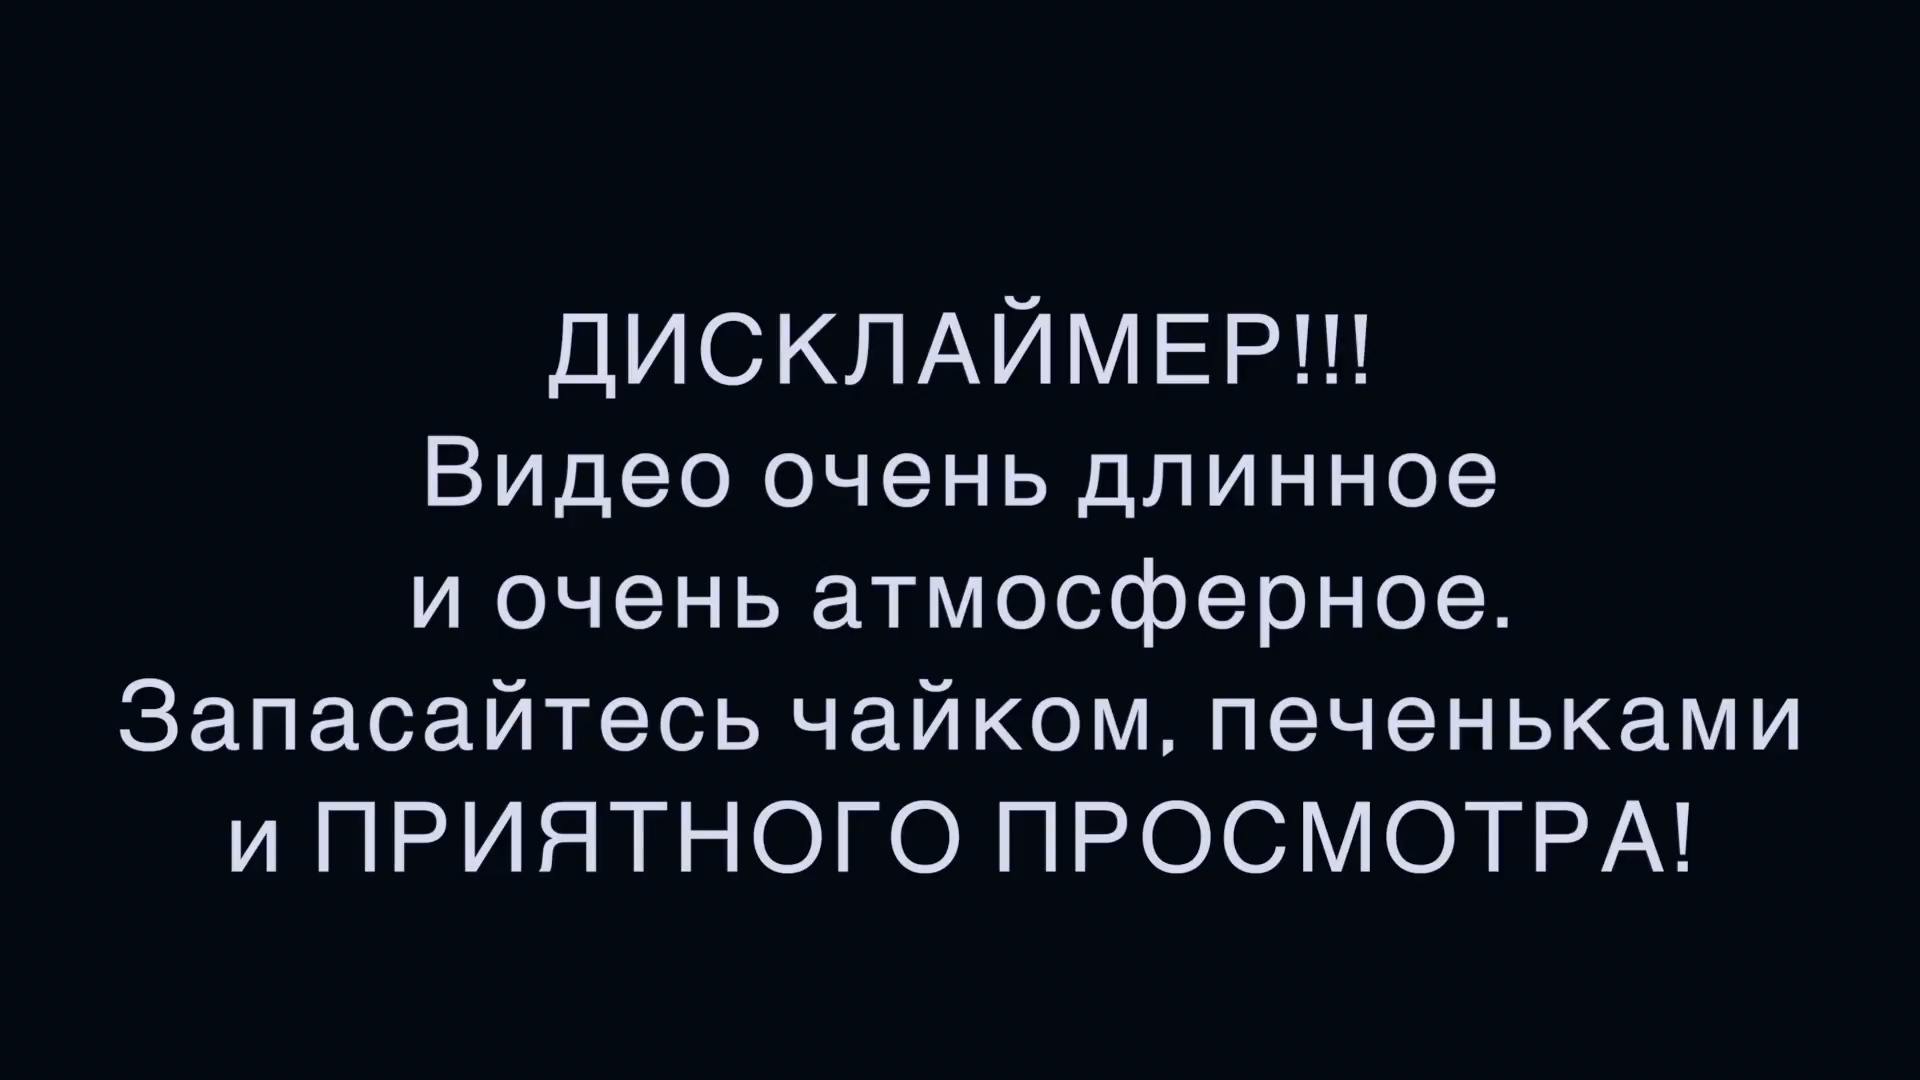 ДИСКЛАЙМЕР!!!
Видео очень длинное
и очень атмосферное.
Запасайтесь чайком, печеньками
и ПРИЯТНОГО ПРОСМОТРА!